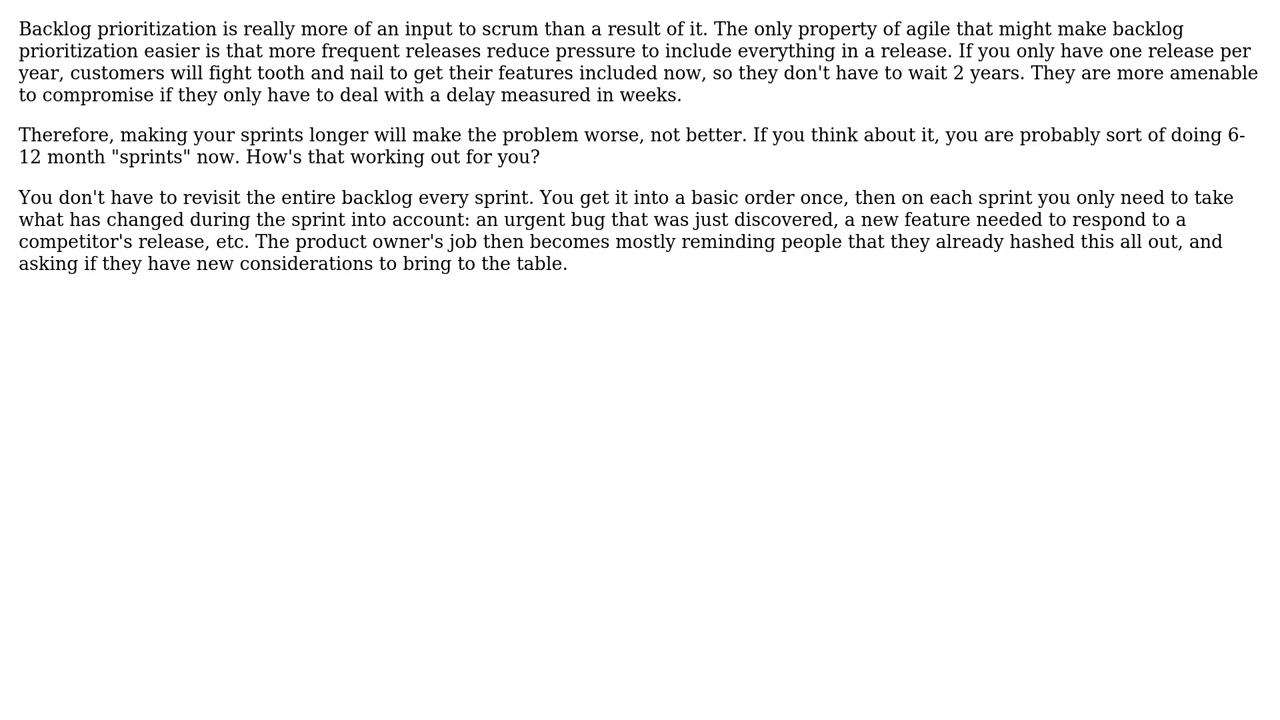 Backlog prioritization is really more of an input to scrum than a result of it. The only property of agile that might make backlog
prioritization easier is that more frequent releases reduce pressure to include everything in a release. If you only have one release per
year, customers will fight tooth and nail to get their features included now, so they don't have to wait 2 years. They are more amenable
to compromise if they only have to deal with a delay measured in weeks.
Therefore, making your sprints longer will make the problem worse, not better. If you think about it, you are probably sort of doing 6-
12 month "sprints" now. How's that working out for you?
You don't have to revisit the entire backlog every sprint. You get it into a basic order once, then on each sprint you only need to take
what has changed during the sprint into account: an urgent bug that was just discovered, a new feature needed to respond to a
competitor's release, etc. The product owner's job then becomes mostly reminding people that they already hashed this all out, and
asking if they have new considerations to bring to the table.